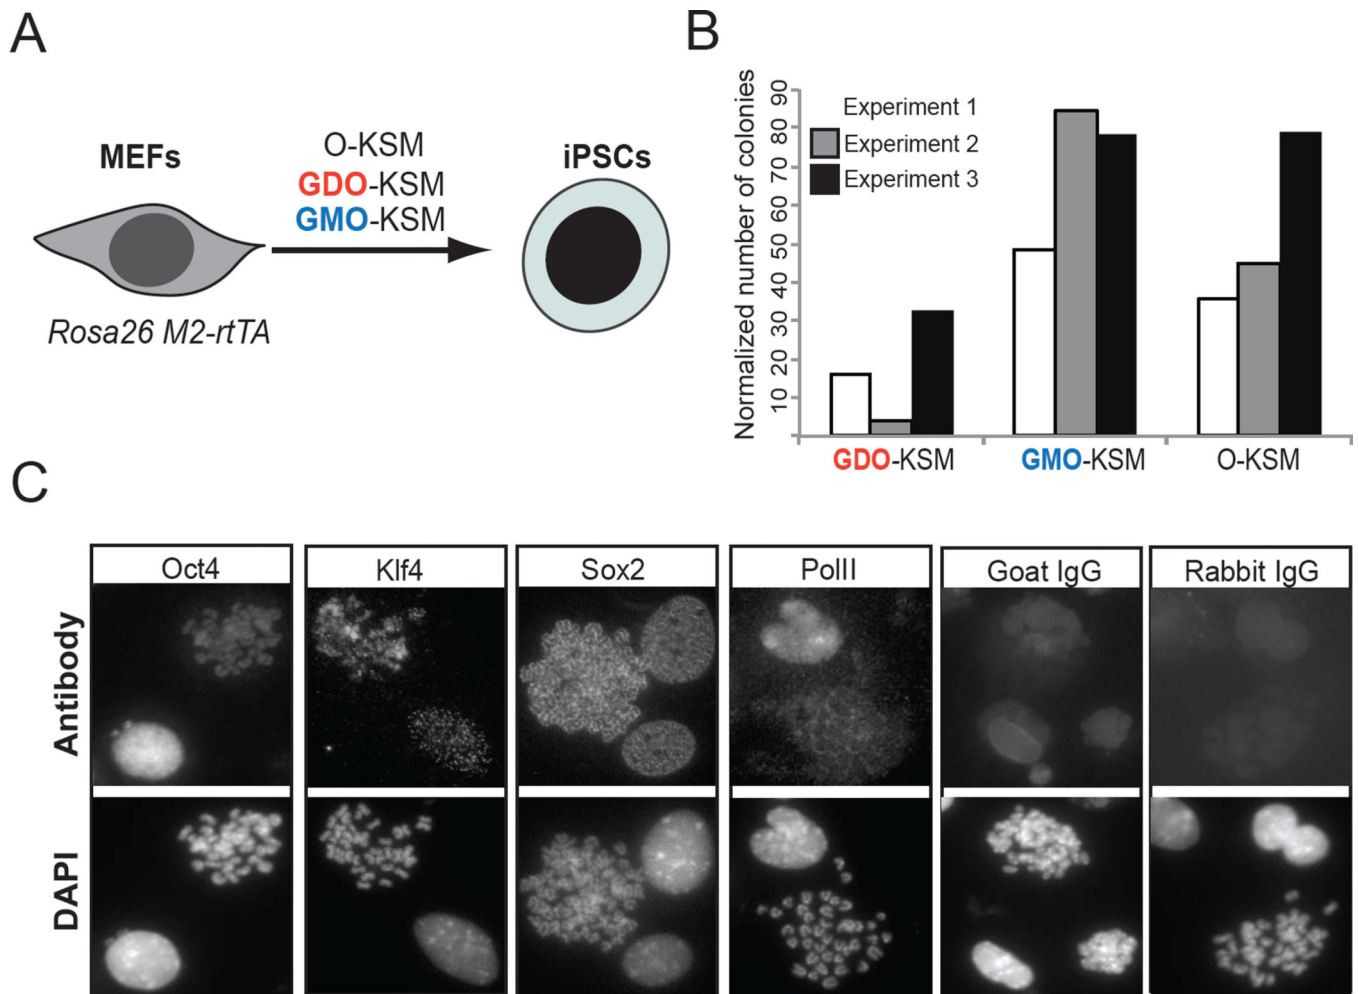 A
MEFs
O-KSM
GDO-KSM
GMO-KSM
iPSCs
Rosa26 M2-rtTA
B
Normalized number of colonies
90
80
70
60
50
40
30
20
10
Experiment 1
Experiment 2
Experiment 3
GDO-KSM
GMO-KSM
O-KSM
C
Oct4
Klf4
Sox2
PolII
Goat IgG
Rabbit IgG
Antibody
DAPI